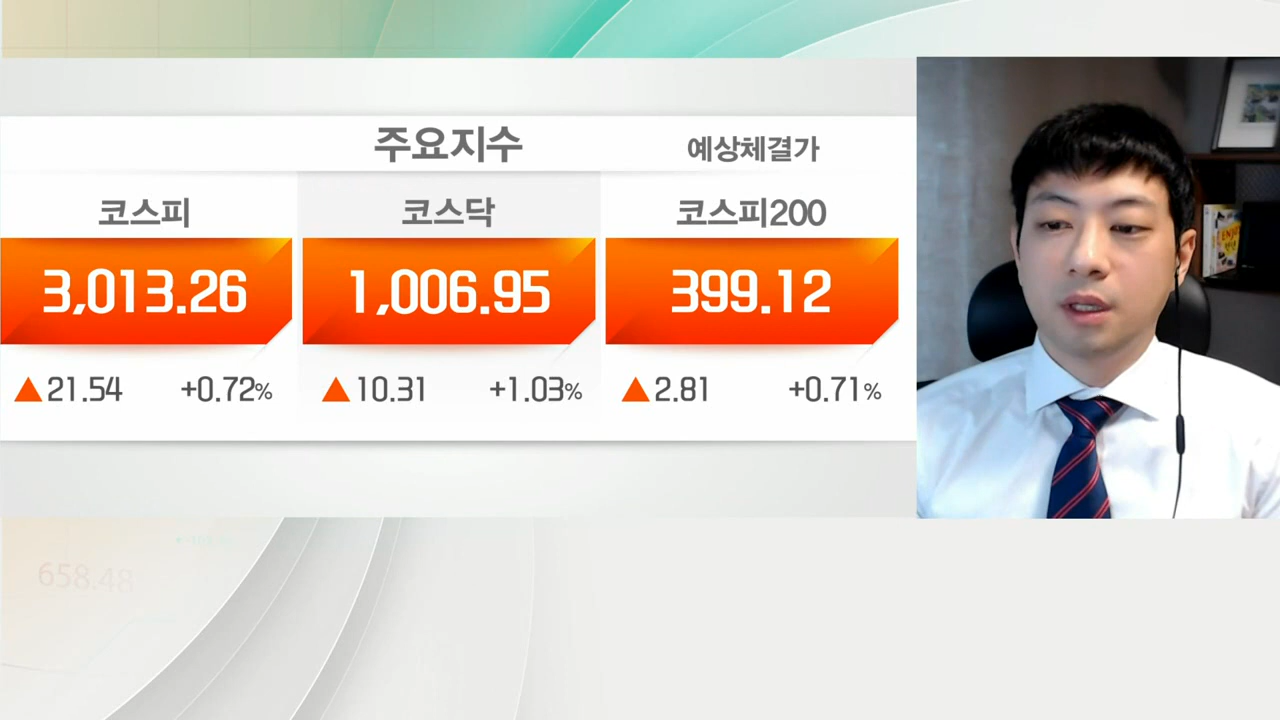 주요지수
예상체결가
코스피
코스닥
코스피200
3,013.26
1,006.95
399.12
▲21.54 +0.72%
▲10.31 +1.03%
▲2.81 +0.71%
658.48
ENJOY